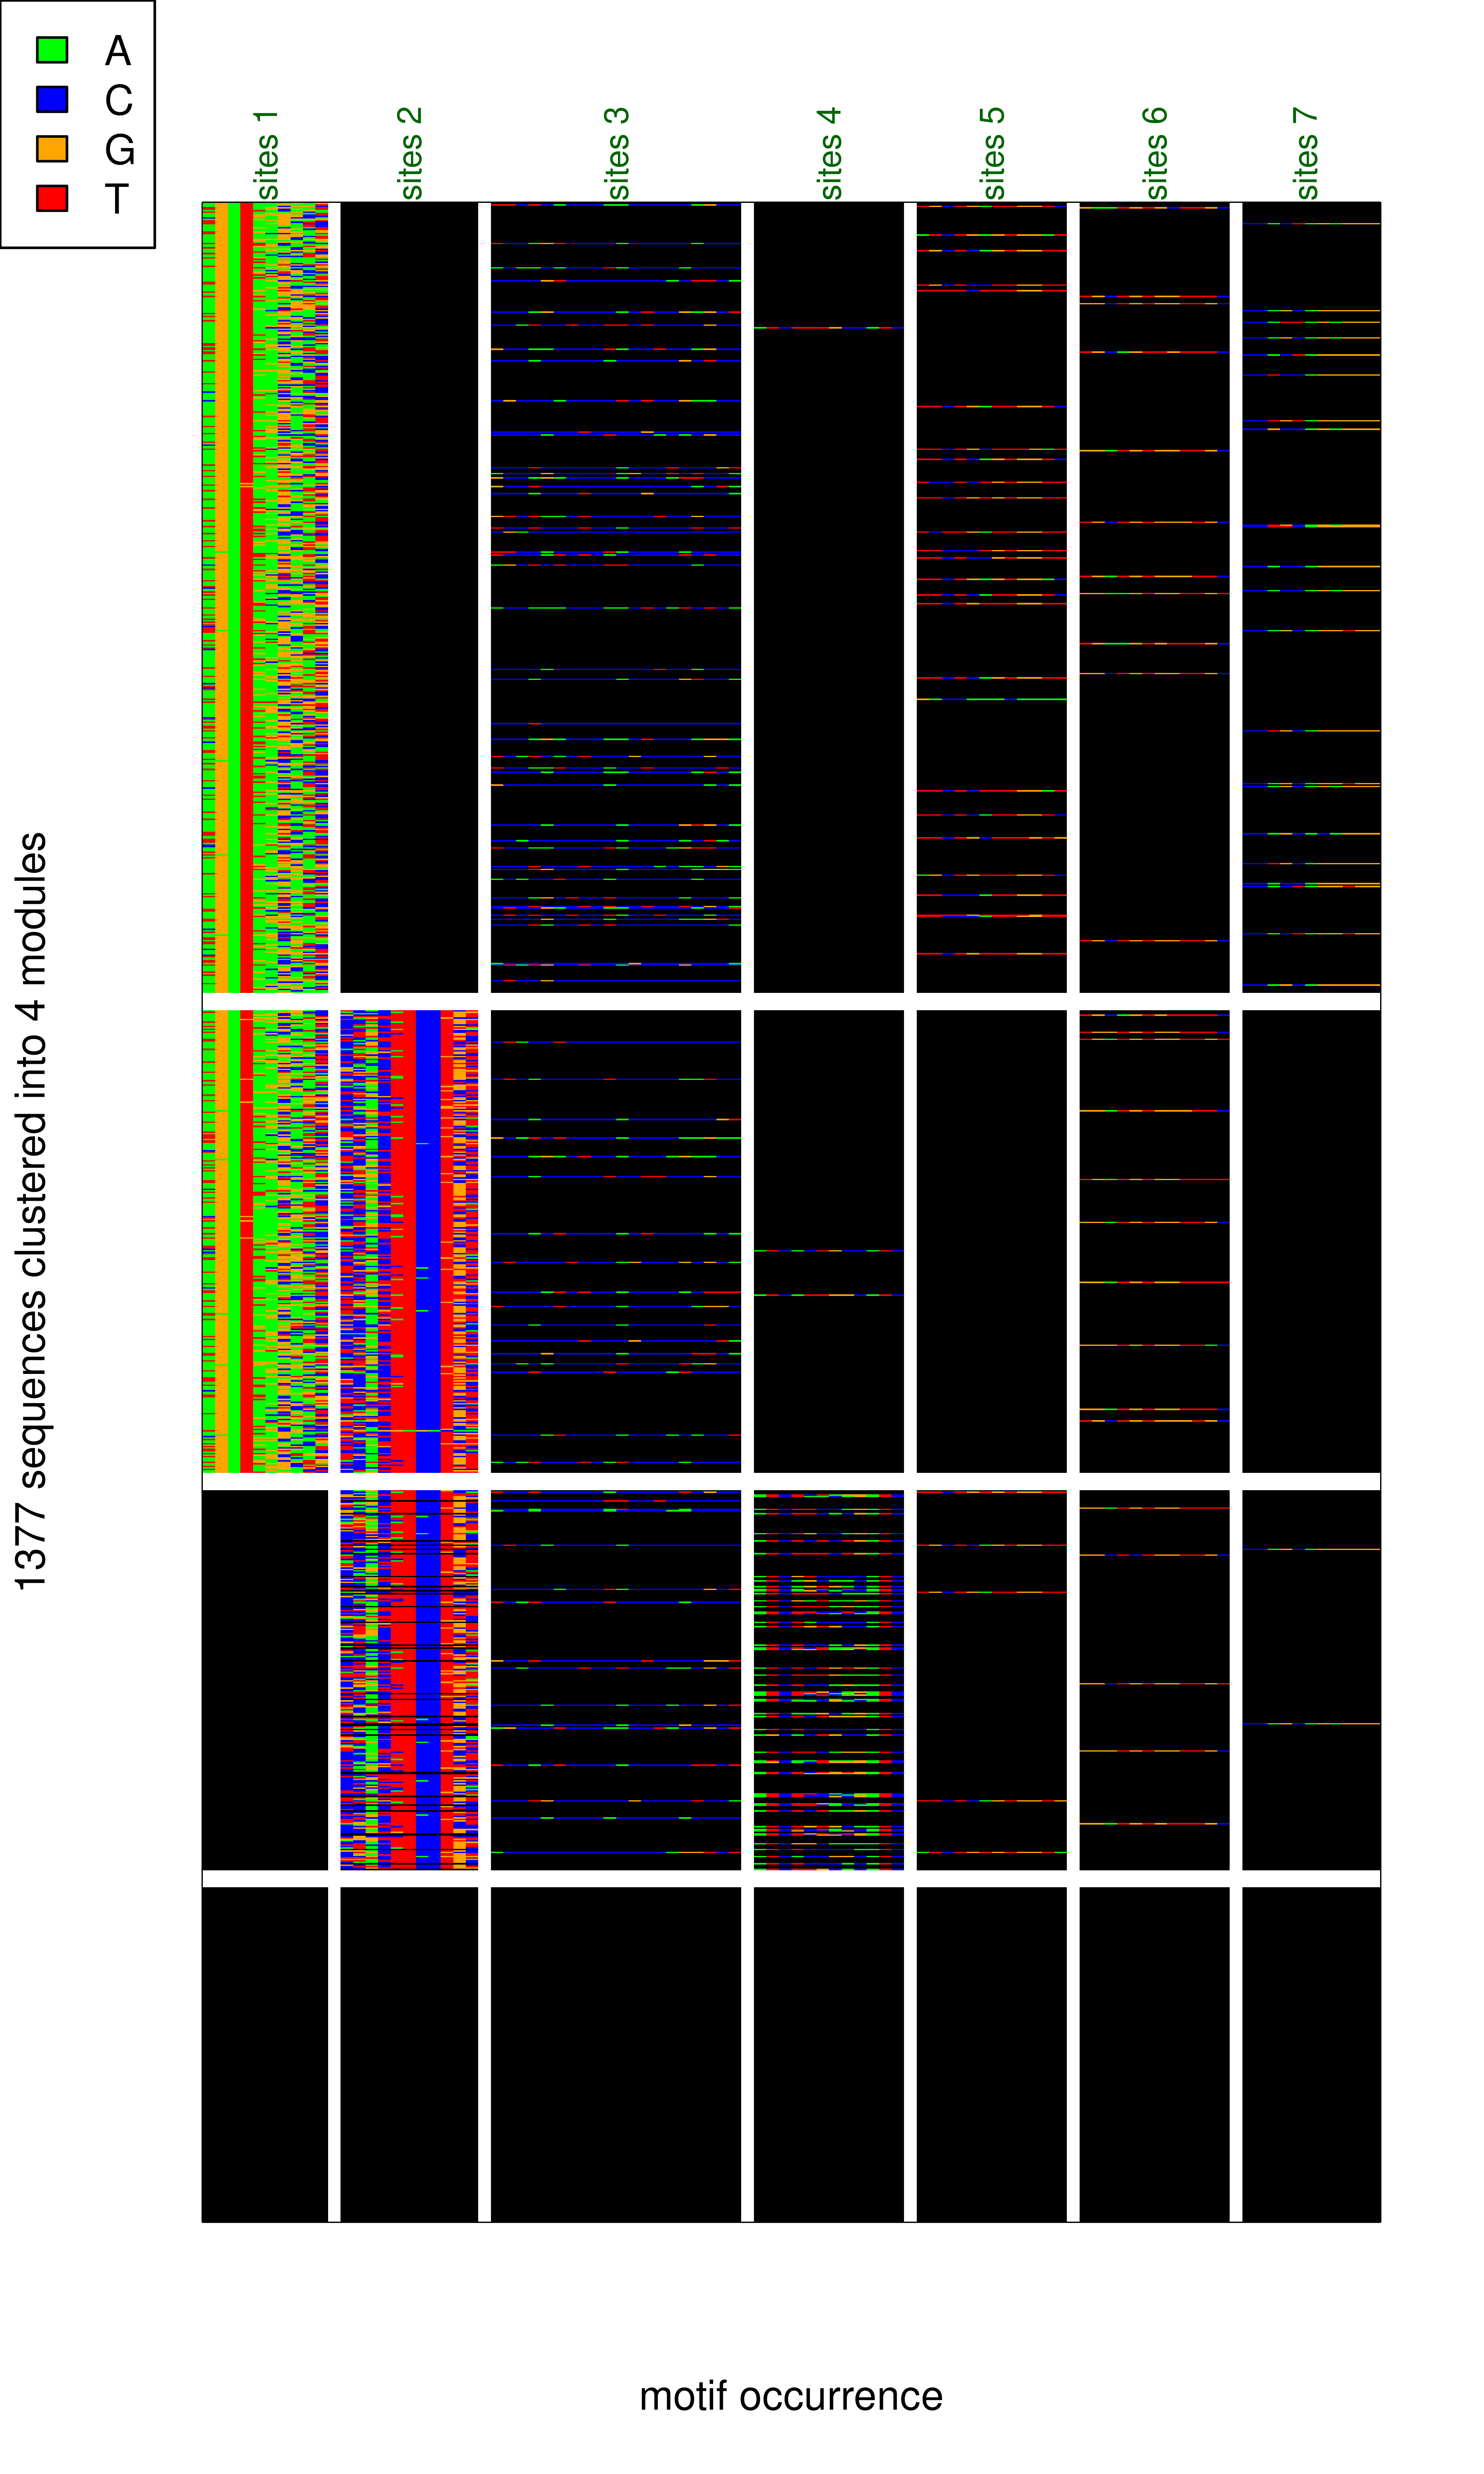 A
C
G
T
sites 1
sites 2
sites 3
sites 4
sites 5
sites 6
sites 7
1377 sequences clustered into 4 modules
motif occurrence